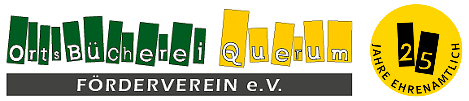 OrtsBücherei Querum
FÖRDERVEREIN e.V.
25
JAHRE EHRENAMTLICH